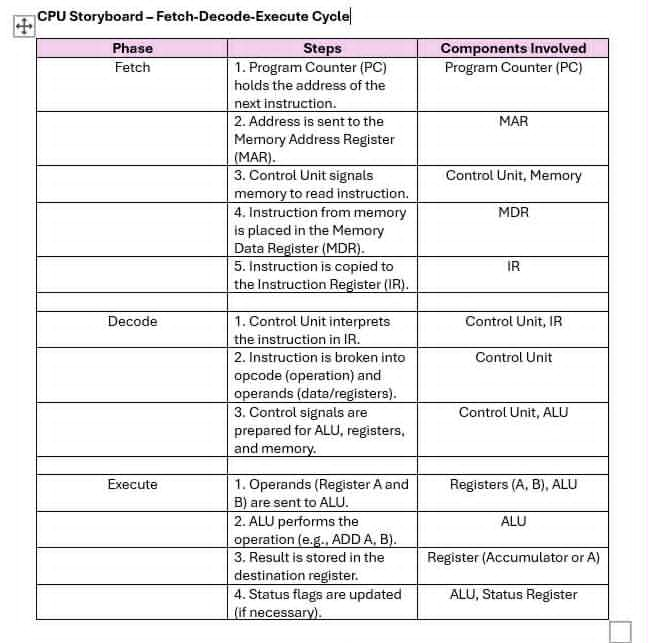 CPU Storyboard – Fetch-Decode-Execute Cycle
Phase Steps Components Involved
Fetch 1. Program Counter (PC) Program Counter (PC)
holds the address of the
next instruction.
2. Address is sent to the MAR
Memory Address Register
(MAR).
3. Control Unit signals Control Unit, Memory
memory to read instruction.
4. Instruction from memory MDR
is placed in the Memory
Data Register (MDR).
5. Instruction is copied to IR
the Instruction Register (IR).
Decode 1. Control Unit interprets Control Unit, IR
the instruction in IR.
2. Instruction is broken into Control Unit
opcode (operation) and
operands (data/registers).
3. Control signals are Control Unit, ALU
prepared for ALU, registers,
and memory.
Execute 1. Operands (Register A and Registers (A, B), ALU
B) are sent to ALU.
2. ALU performs the ALU
operation (e.g., ADD A, B).
3. Result is stored in the Register (Accumulator or A)
destination register.
4. Status flags are updated ALU, Status Register
(if necessary).